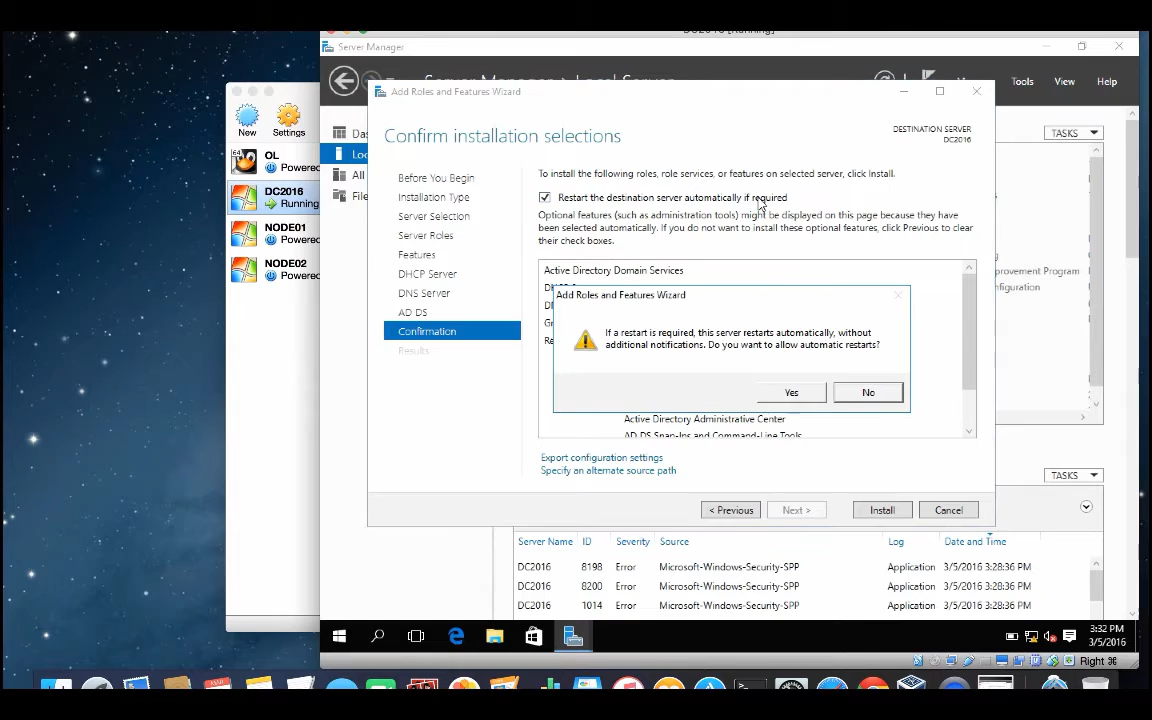 Server Manager
Tools
View
Help
New
Settings
64
OL
Powered
DC2016
Running
NODE01
Powere
NODE02
Powere
Das
Loc
All
File
TASKS
Add Roles and Features Wizard
Confirm installation selections
DESTINATION SERVER
DC2016
Before You Begin
Installation Type
Server Selection
Server Roles
Features
DHCP Server
DNS Server
AD DS
Confirmation
Results
To install the following roles, role services, or features on selected server, click Install.
Restart the destination server automatically if required
Optional features (such as administration tools) might be displayed on this page because they have
been selected automatically. If you do not want to install these optional features, click Previous to clear
their check boxes.
Active Directory Domain Services
Add Roles and Features Wizard
If a restart is required, this server restarts automatically, without
additional notifications. Do you want to allow automatic restarts?
Yes
No
Active Directory Administrative Center
AD DS Snap-Ins and Command-Line Tools
Export configuration settings
Specify an alternate source path
< Previous
Next >
Install
Cancel
provement Program
onfiguration
TASKS
Server Name
ID
Severity
Source
Log
Date and Time
DC2016 8198 Error Microsoft-Windows-Security-SPP Application 3/5/2016 3:28:36 PM
DC2016 8200 Error Microsoft-Windows-Security-SPP Application 3/5/2016 3:28:36 PM
DC2016 1014 Error Microsoft-Windows-Security-SPP Application 3/5/2016 3:28:36 PM
3:32 PM
3/5/2016
Right ⌘